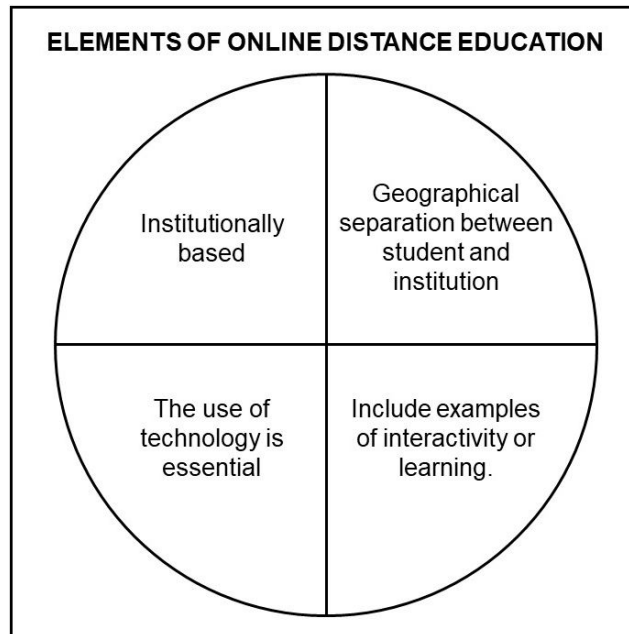 ELEMENTS OF ONLINE DISTANCE EDUCATION
Institutionally
based
Geographical
separation between
student and
institution
The use of
technology is
essential
Include examples
of interactivity or
learning.